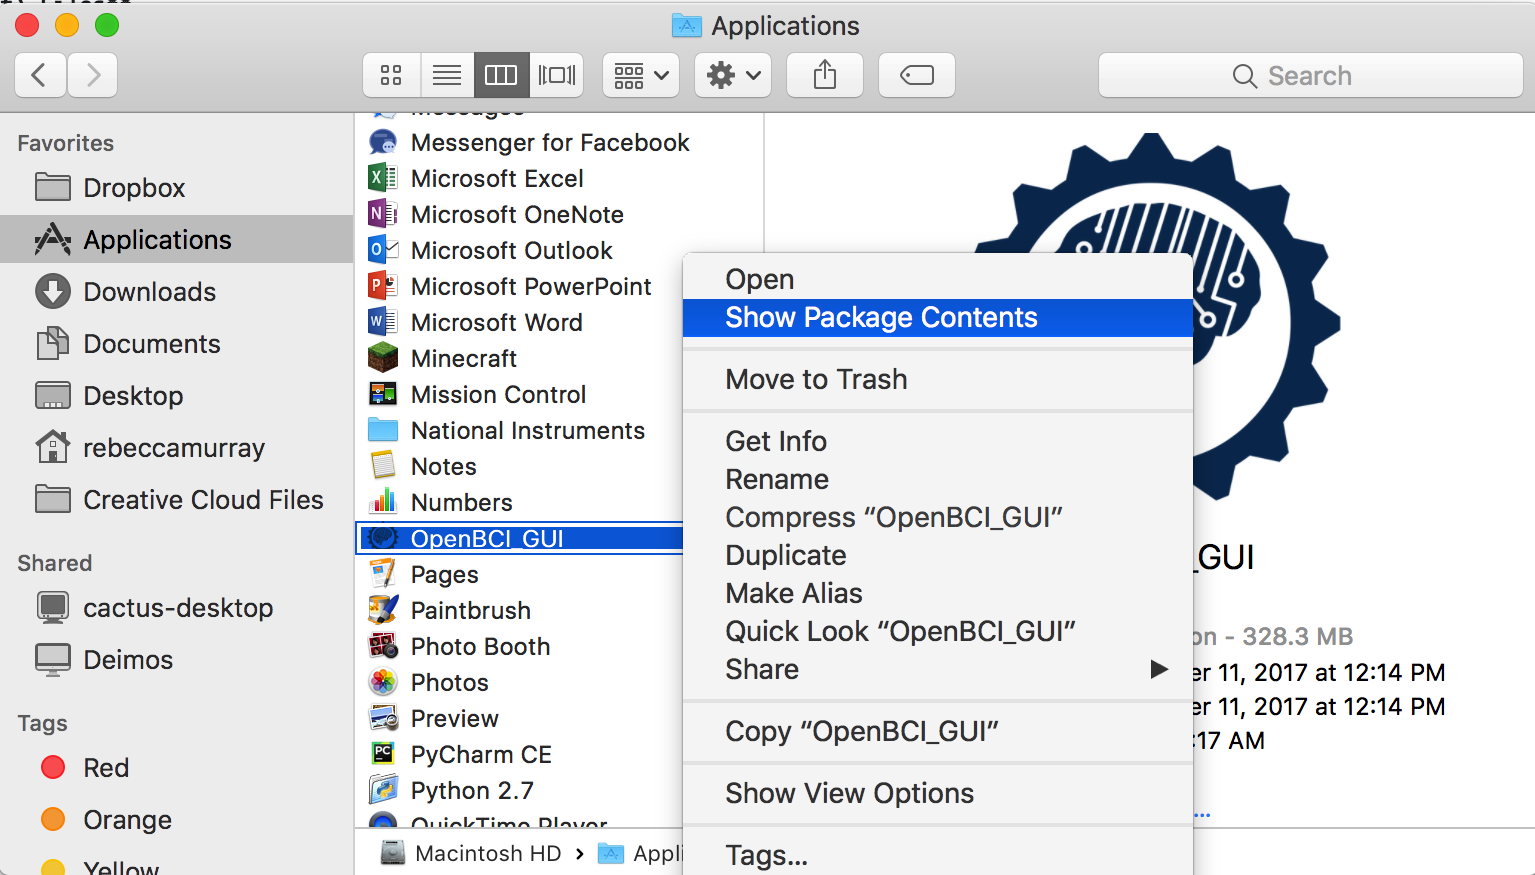 Applications
Search
Favorites
Dropbox
Applications
Downloads
Documents
Desktop
rebeccamurray
Creative Cloud Files
Shared
cactus-desktop
Deimos
Tags
Red
Orange
Yellow
Messages
Messenger for Facebook
Microsoft Excel
Microsoft OneNote
Microsoft Outlook
Microsoft PowerPoint
Microsoft Word
Minecraft
Mission Control
National Instruments
Notes
Numbers
OpenBCI_GUI
Pages
Paintbrush
Photo Booth
Photos
Preview
PyCharm CE
Python 2.7
QuickTime Player
Open
Show Package Contents
Move to Trash
Get Info
Rename
Compress “OpenBCI_GUI”
Duplicate
Make Alias
Quick Look “OpenBCI_GUI”
Share
Copy “OpenBCI_GUI”
Show View Options
Tags...
_GUI
on - 328.3 MB
er 11, 2017 at 12:14 PM
er 11, 2017 at 12:14 PM
:17 AM
...
Macintosh HD › Appli